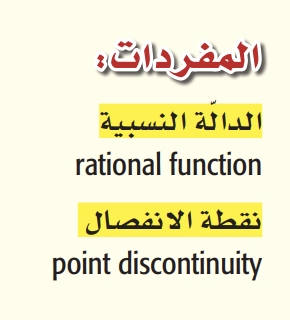 المفردات:
الدالّة النسبية
rational function
نقطة الانفصال
point discontinuity